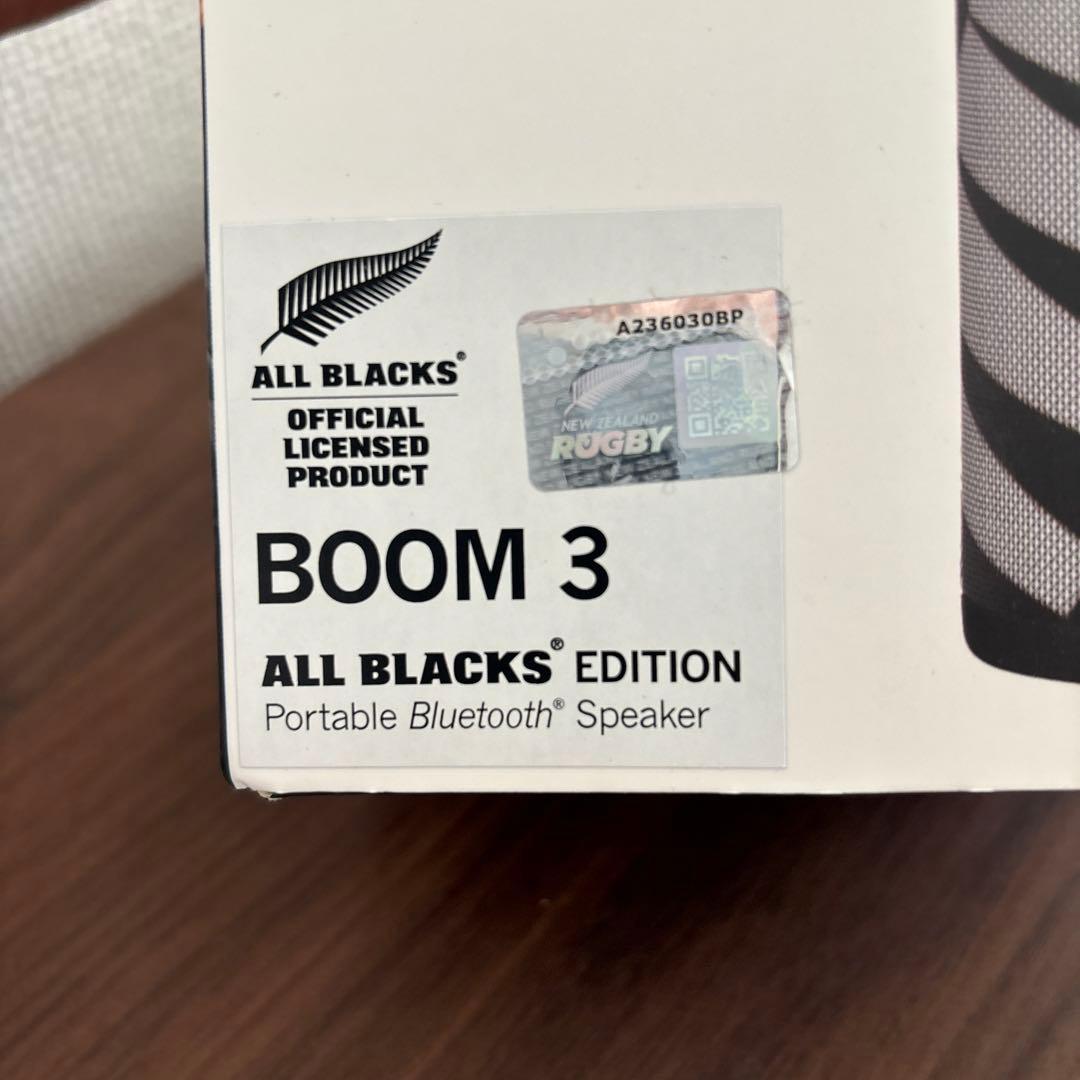 ALL BLACKS®
OFFICIAL
LICENSED
PRODUCT
A236030BP
NEW ZEALAND
RUGBY
BOOM 3
ALL BLACKS® EDITION
Portable Bluetooth® Speaker